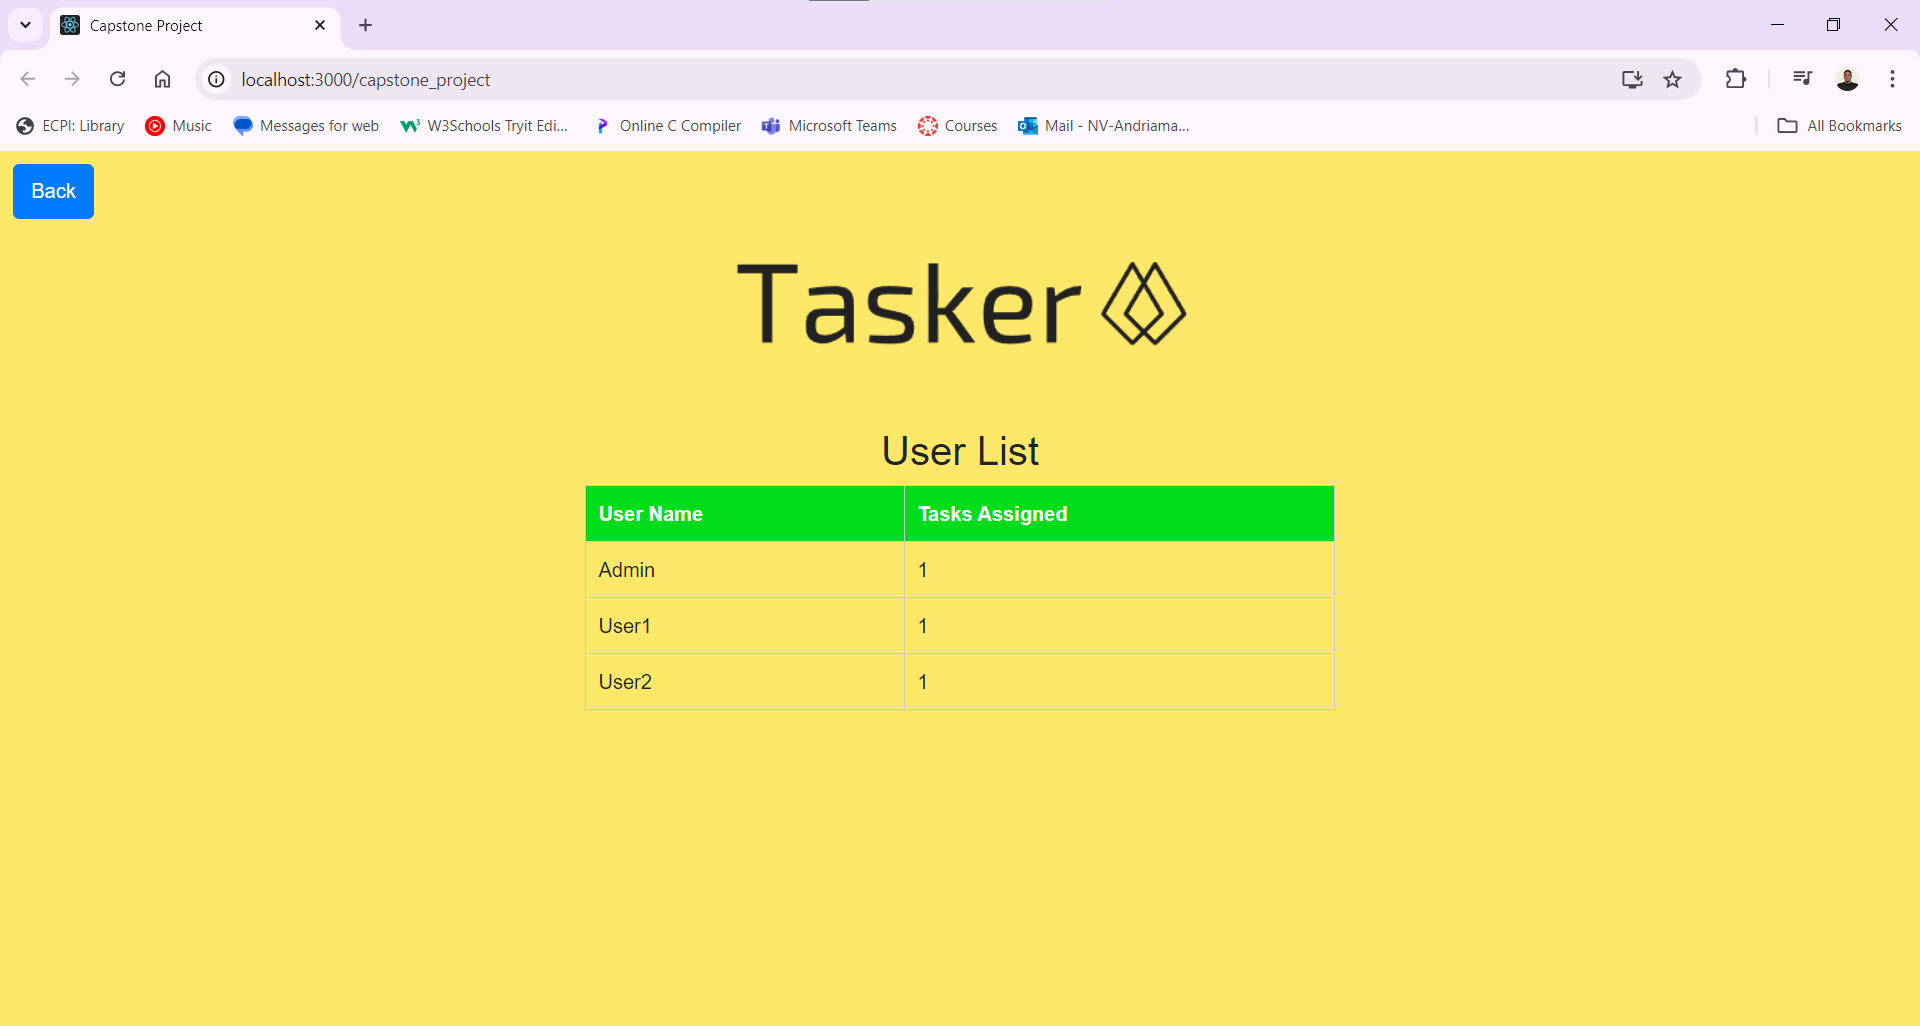 Capstone Project
localhost:3000/capstone_project
ECPI: Library Music Messages for web W3Schools Tryit Edi... Online C Compiler Microsoft Teams Courses Mail - NV-Andriama... All Bookmarks
Back
Tasker
User List
User Name Tasks Assigned
Admin 1
User1 1
User2 1